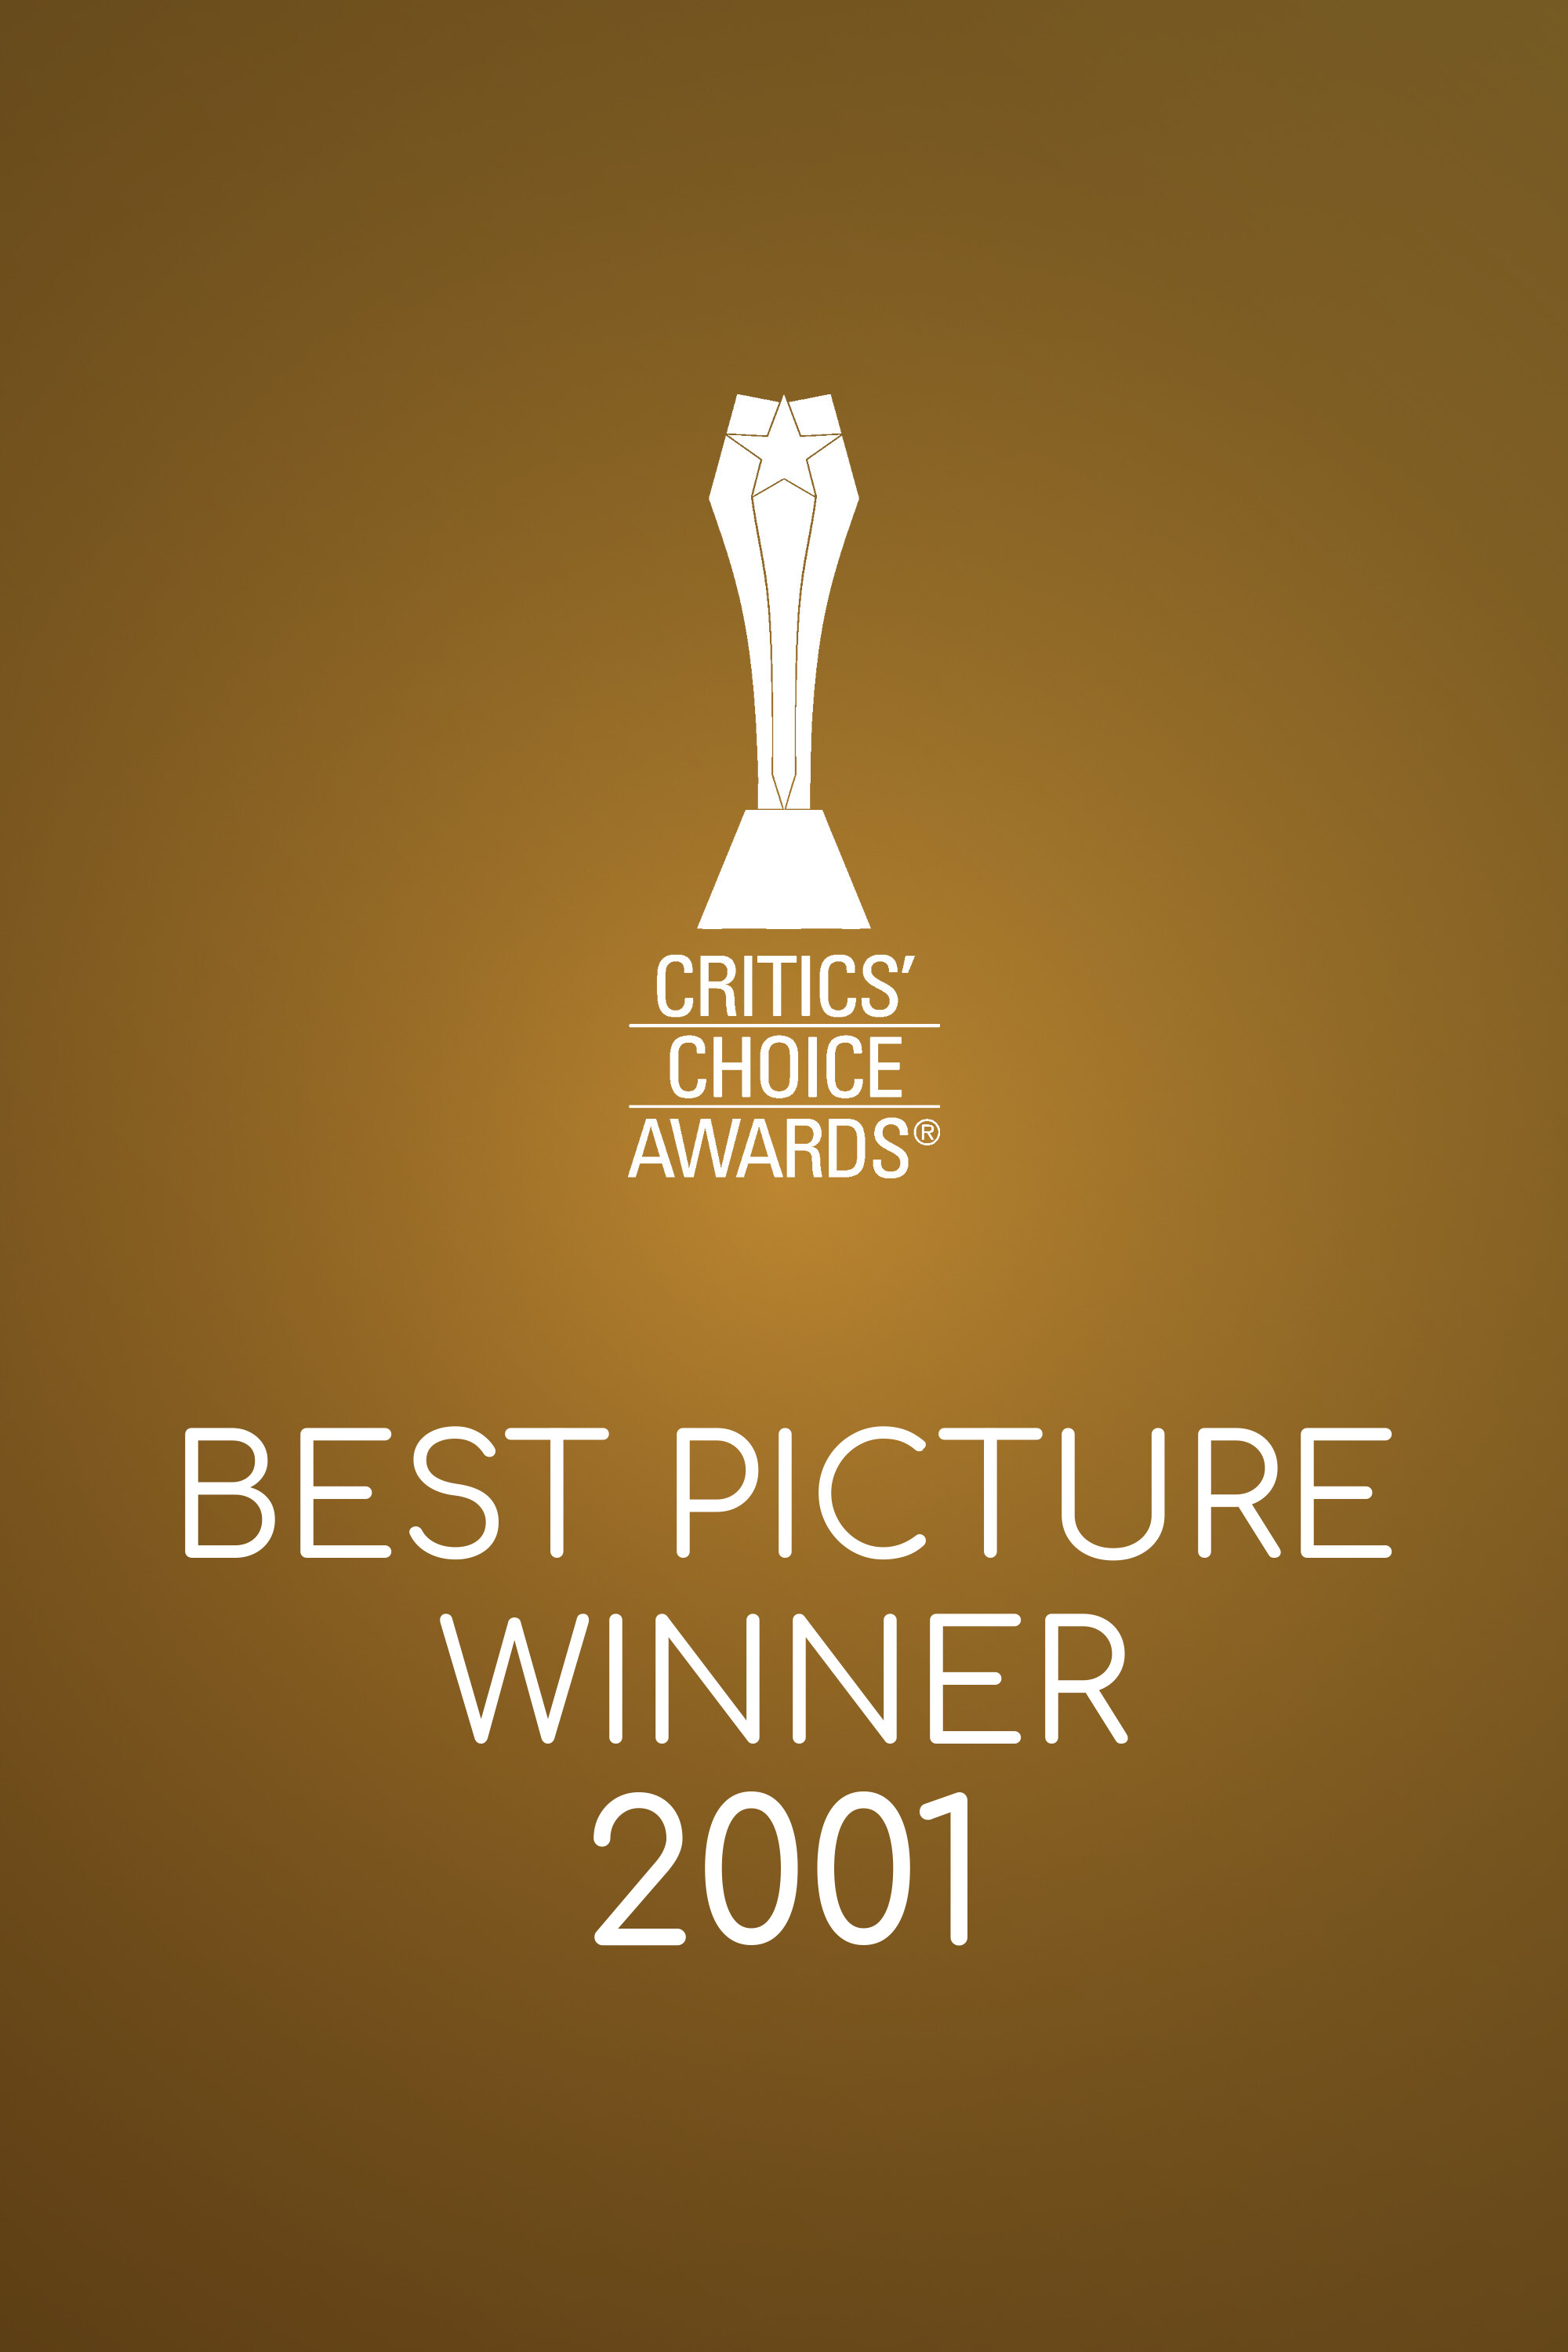 CRITICS'
CHOICE
AWARDS®
BEST PICTURE
WINNER
2001